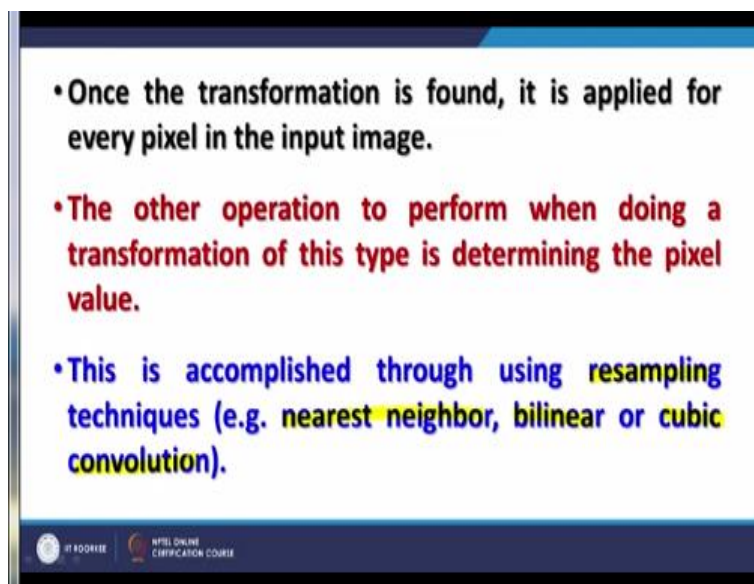 •Once the transformation is found, it is applied for
every pixel in the input image.
•The other operation to perform when doing a
transformation of this type is determining the pixel
value.
•This is accomplished through using resampling
techniques (e.g. nearest neighbor, bilinear or cubic
convolution).
IIT ROORKEE
NPTEL ONLINE
CERTIFICATION COURSE